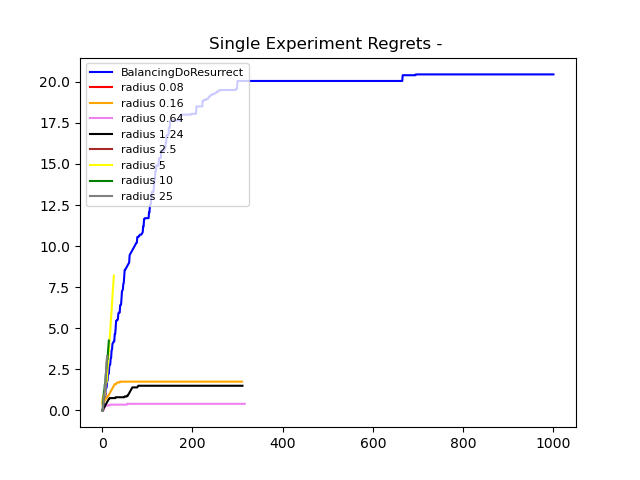 Single Experiment Regrets -
BalancingDoResurrect
radius 0.08
radius 0.16
radius 0.64
radius 1.24
radius 2.5
radius 5
radius 10
radius 25
20.0
17.5
15.0
12.5
10.0
7.5
5.0
2.5
0.0
0 200 400 600 800 1000